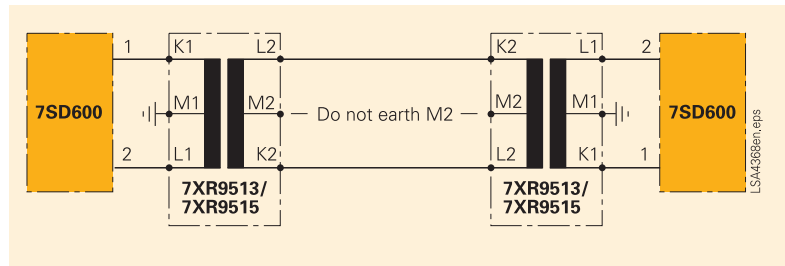 1 K1 L2 K2 L1 2
7SD600 M1 M2 — Do not earth M2 — M2 M1 7SD600
2 L1 K2 L2 K1 1
7XR9513/ 7XR9513/
7XR9515 7XR9515
LSA4368en.eps